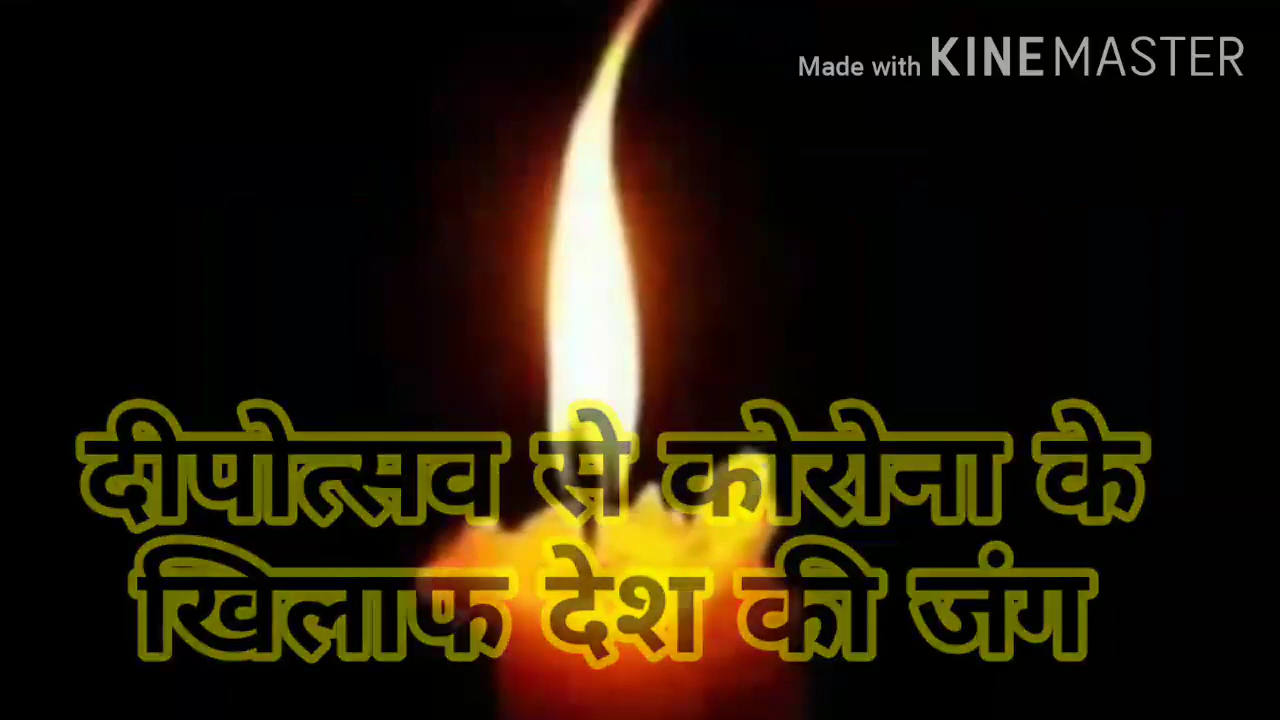 Made with KINEMASTER
दीपोत्सव से कोरोना के
खिलाफ देश की जंग